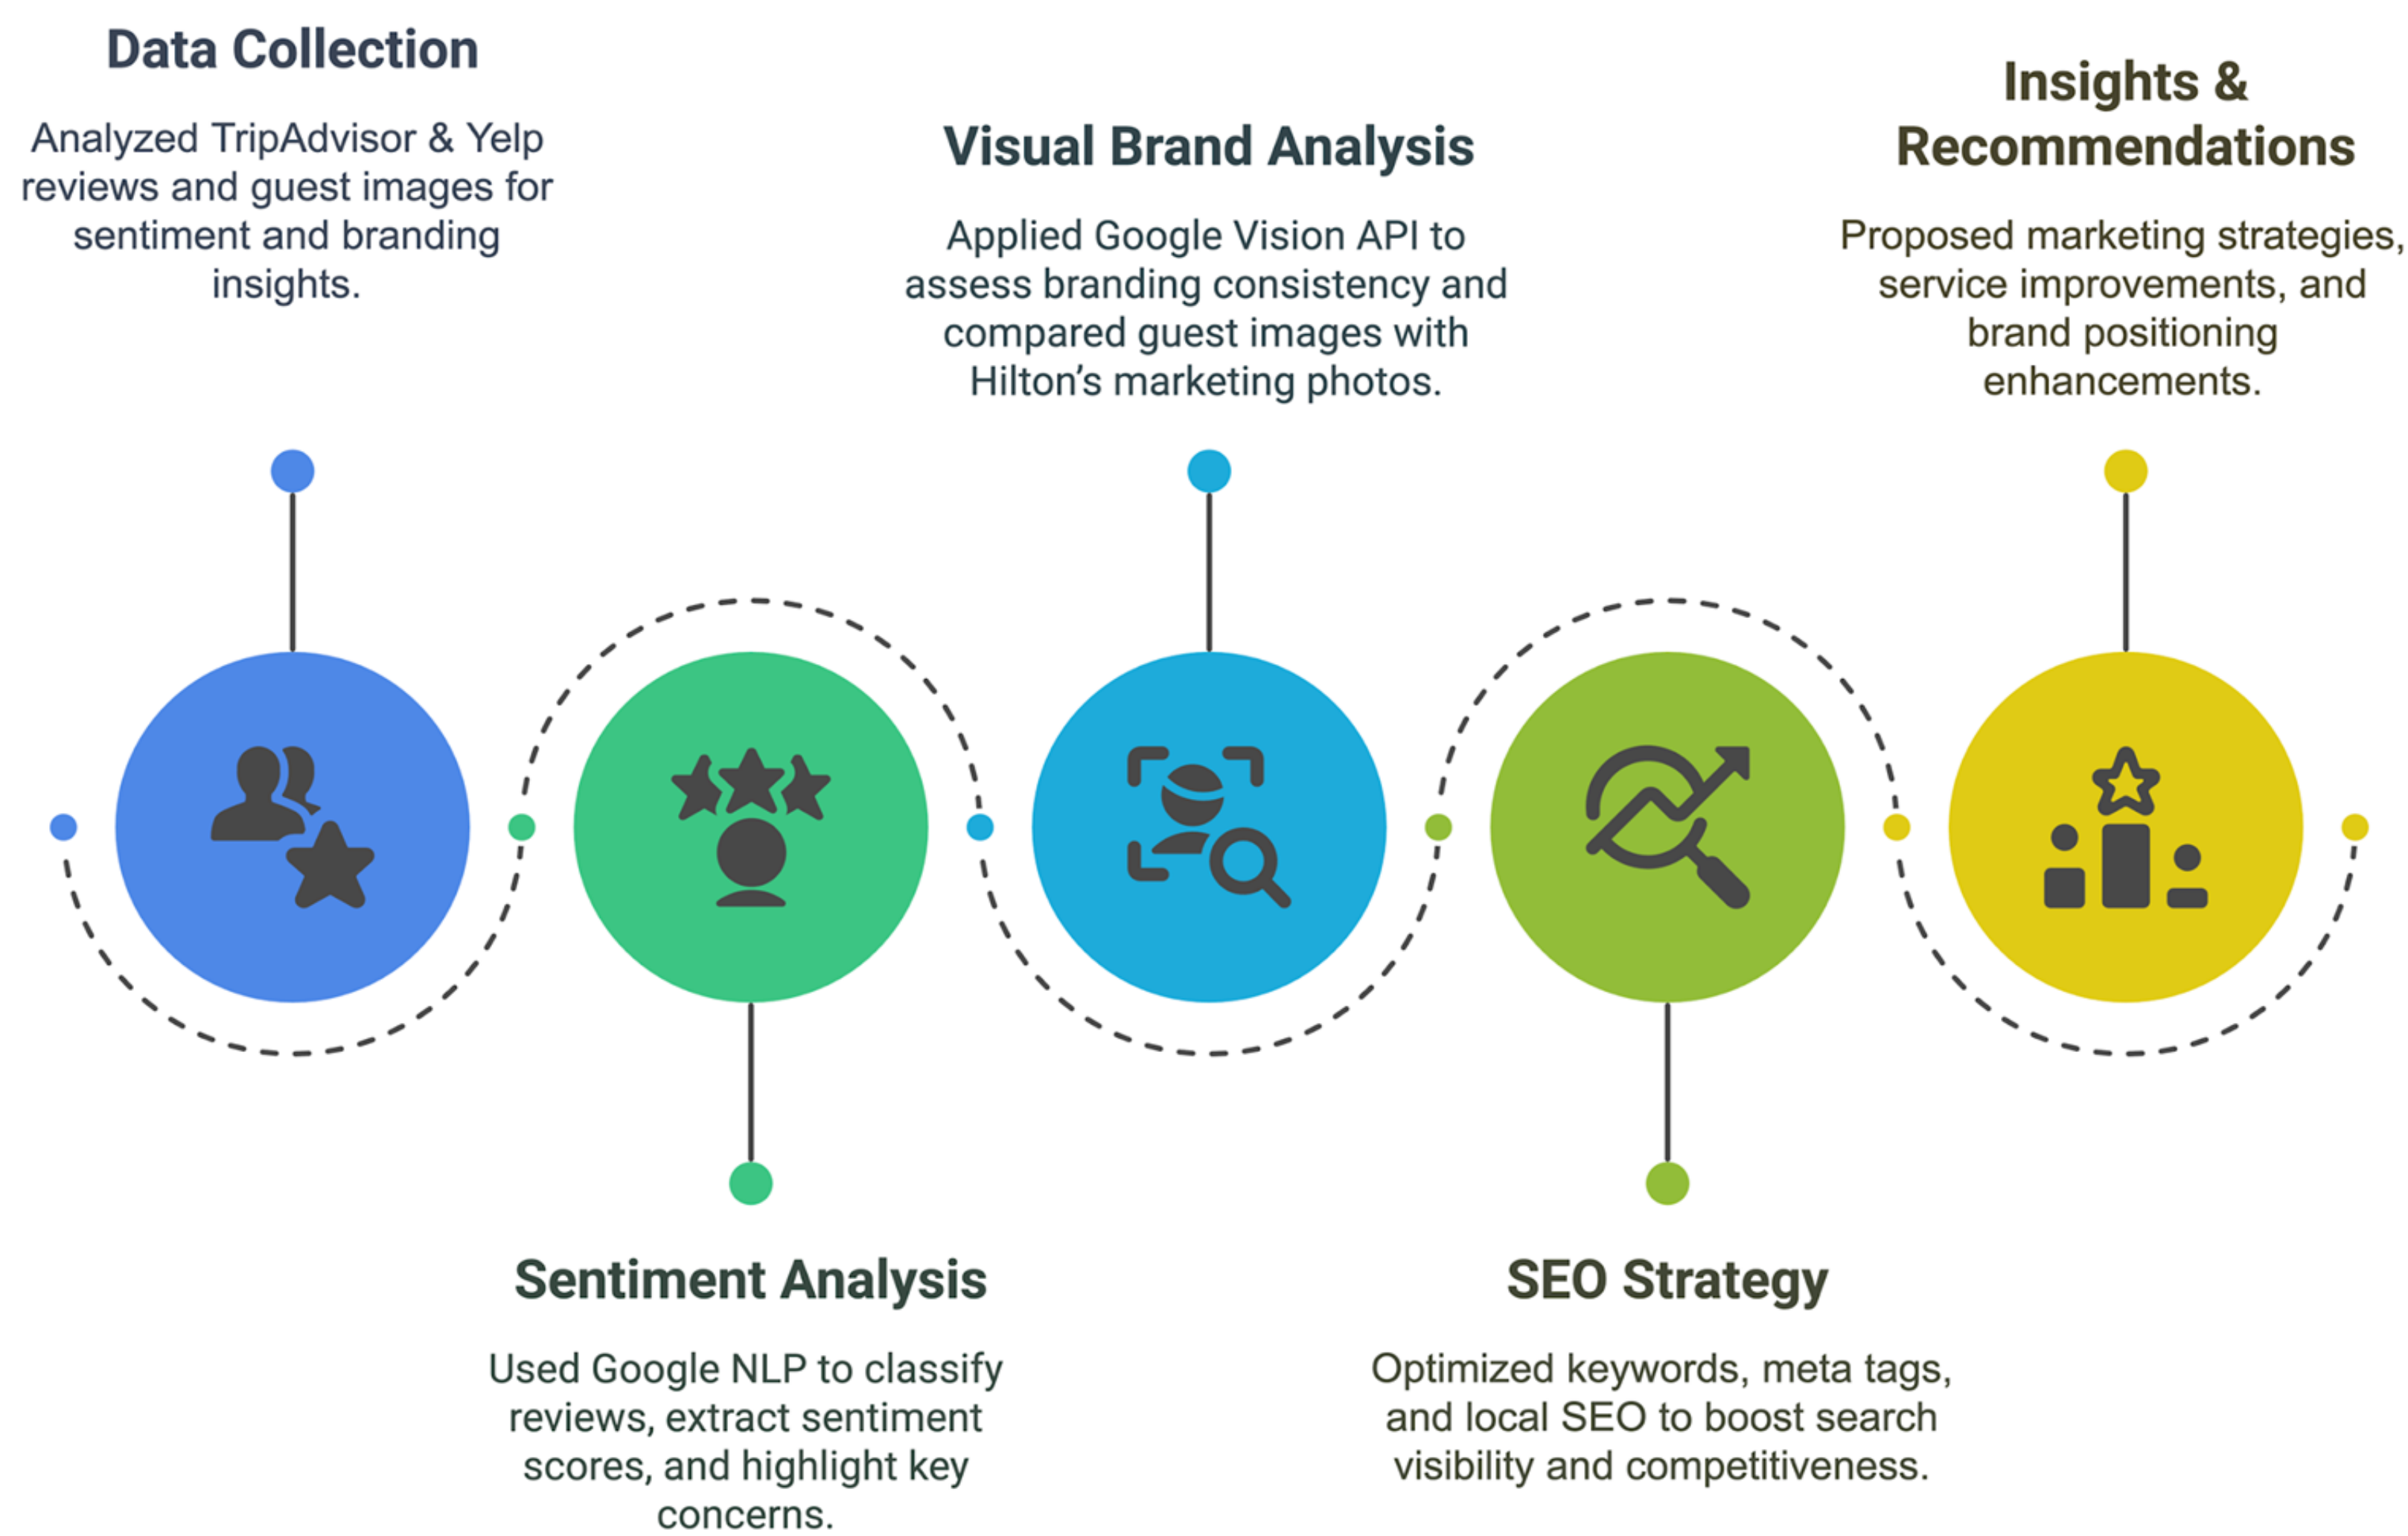 Data Collection
Analyzed TripAdvisor & Yelp
reviews and guest images for
sentiment and branding
insights.
Sentiment Analysis
Used Google NLP to classify
reviews, extract sentiment
scores, and highlight key
concerns.
Visual Brand Analysis
Applied Google Vision API to
assess branding consistency and
compared guest images with
Hilton’s marketing photos.
SEO Strategy
Optimized keywords, meta tags,
and local SEO to boost search
visibility and competitiveness.
Insights &
Recommendations
Proposed marketing strategies,
service improvements, and
brand positioning
enhancements.